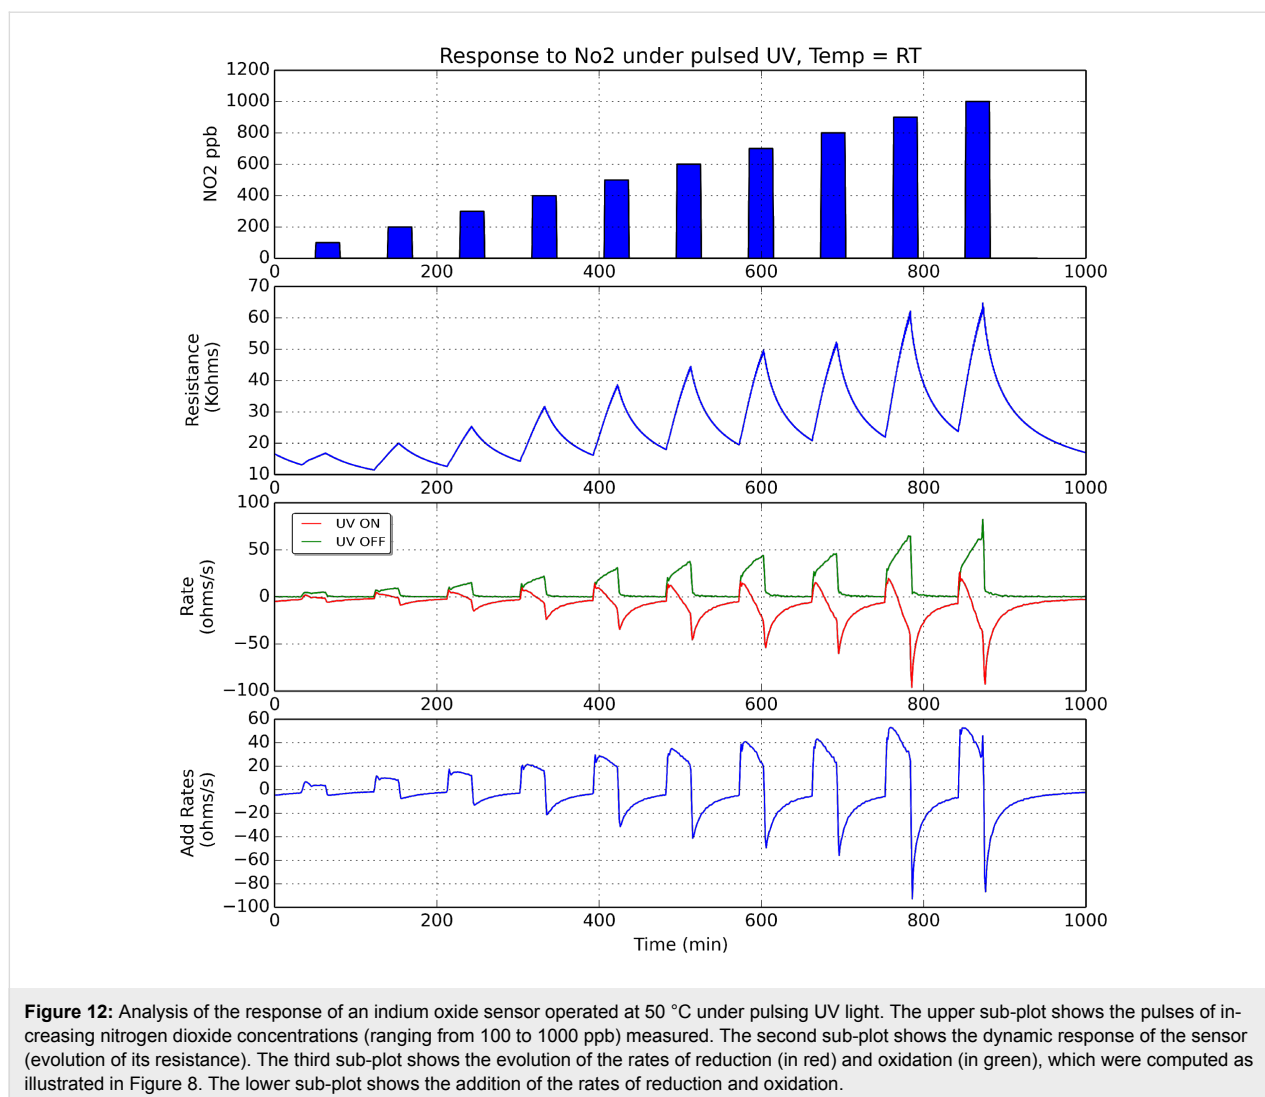 Response to No2 under pulsed UV, Temp = RT
1200
1000
800
600
400
200
0
NO2 ppb
0 200 400 600 800 1000
70
60
50
40
30
20
10
Resistance
(Kohms)
0 200 400 600 800 1000
100
50
0
−50
−100
Rate
(ohms/s)
UV ON
UV OFF
0 200 400 600 800 1000
60
40
20
0
−20
−40
−60
−80
−100
Add Rates
(ohms/s)
0 200 400 600 800 1000
Time (min)
Figure 12: Analysis of the response of an indium oxide sensor operated at 50 °C under pulsing UV light. The upper sub-plot shows the pulses of in-
creasing nitrogen dioxide concentrations (ranging from 100 to 1000 ppb) measured. The second sub-plot shows the dynamic response of the sensor
(evolution of its resistance). The third sub-plot shows the evolution of the rates of reduction (in red) and oxidation (in green), which were computed as
illustrated in Figure 8. The lower sub-plot shows the addition of the rates of reduction and oxidation.